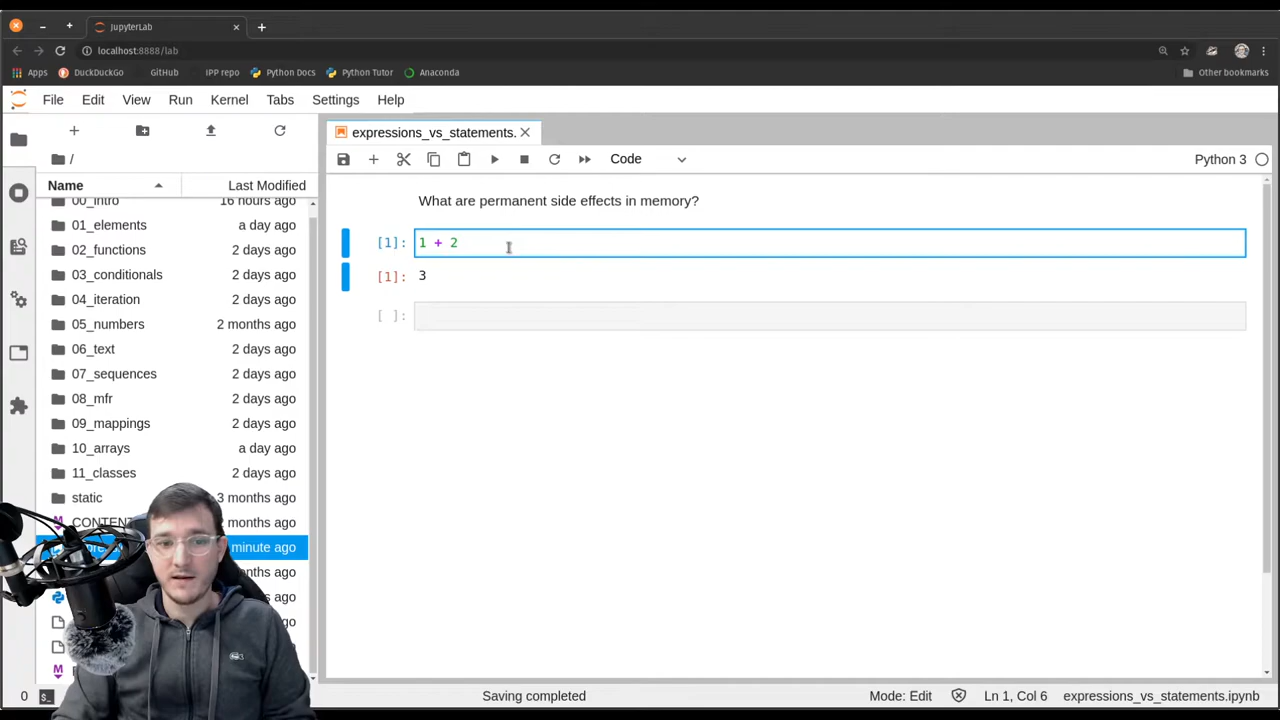 JupyterLab
localhost:8888/lab
Apps DuckDuckGo GitHub IPP repo Python Docs Python Tutor Anaconda Other bookmarks
File Edit View Run Kernel Tabs Settings Help
expressions_vs_statements.
/
Code Python 3
Name Last Modified
00_intro 16 hours ago
01_elements a day ago
02_functions 2 days ago
03_conditionals 2 days ago
04_iteration 2 days ago
05_numbers 2 months ago
06_text 2 days ago
07_sequences 2 days ago
08_mfr 2 days ago
09_mappings 2 days ago
10_arrays a day ago
11_classes 2 days ago
static 3 months ago
months ago
minute ago
ago
ago
What are permanent side effects in memory?
[1]: 1 + 2
[1]: 3
[ ]:
0 $_ Saving completed Mode: Edit Ln 1, Col 6 expressions_vs_statements.ipynb